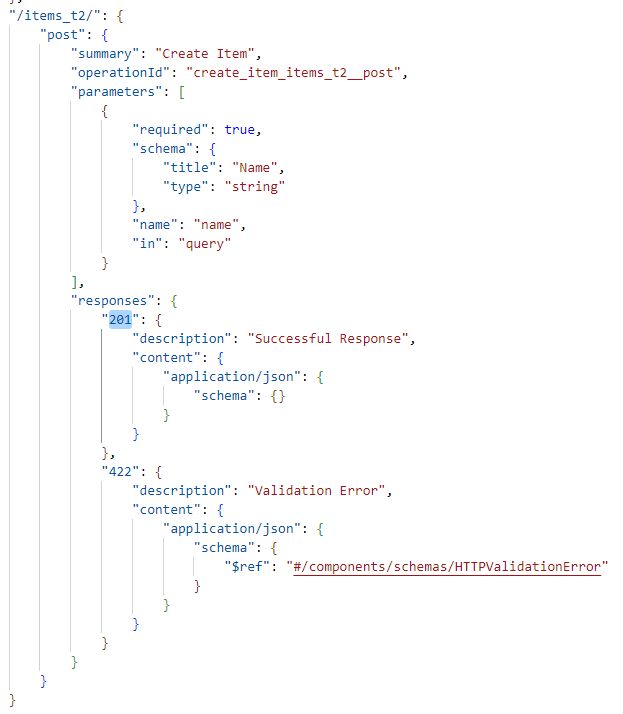 },
"/items_t2/": {
    "post": {
        "summary": "Create Item",
        "operationId": "create_item_items_t2__post",
        "parameters": [
            {
                "required": true,
                "schema": {
                    "title": "Name",
                    "type": "string"
                },
                "name": "name",
                "in": "query"
            }
        ],
        "responses": {
            "201": {
                "description": "Successful Response",
                "content": {
                    "application/json": {
                        "schema": {}
                    }
                }
            },
            "422": {
                "description": "Validation Error",
                "content": {
                    "application/json": {
                        "schema": {
                            "$ref": "#/components/schemas/HTTPValidationError"
                        }
                    }
                }
            }
        }
    }
}